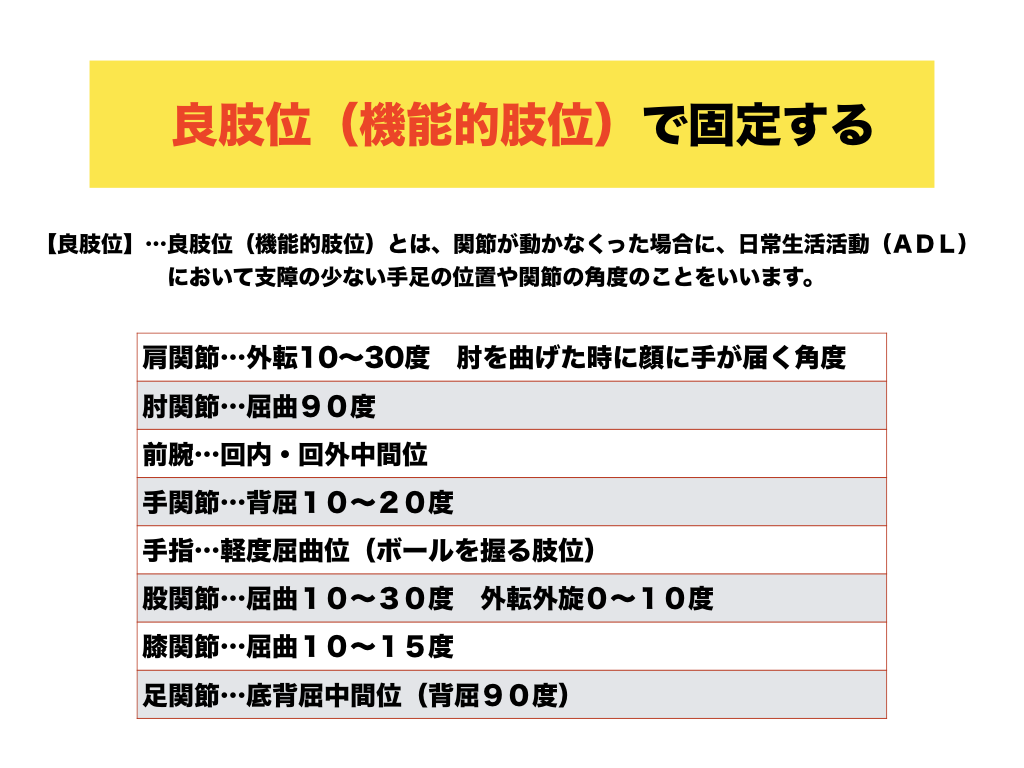 良肢位（機能的肢位）で固定する
【良肢位】…良肢位（機能的肢位）とは、関節が動かなくった場合に、日常生活活動（ＡＤＬ）
において支障の少ない手足の位置や関節の角度のことをいいます。
肩関節…外転10〜30度　肘を曲げた時に顔に手が届く角度
肘関節…屈曲９０度
前腕…回内・回外中間位
手関節…背屈１０〜２０度
手指…軽度屈曲位（ボールを握る肢位）
股関節…屈曲１０〜３０度　外転外旋０〜１０度
膝関節…屈曲１０〜１５度
足関節…底背屈中間位（背屈９０度）